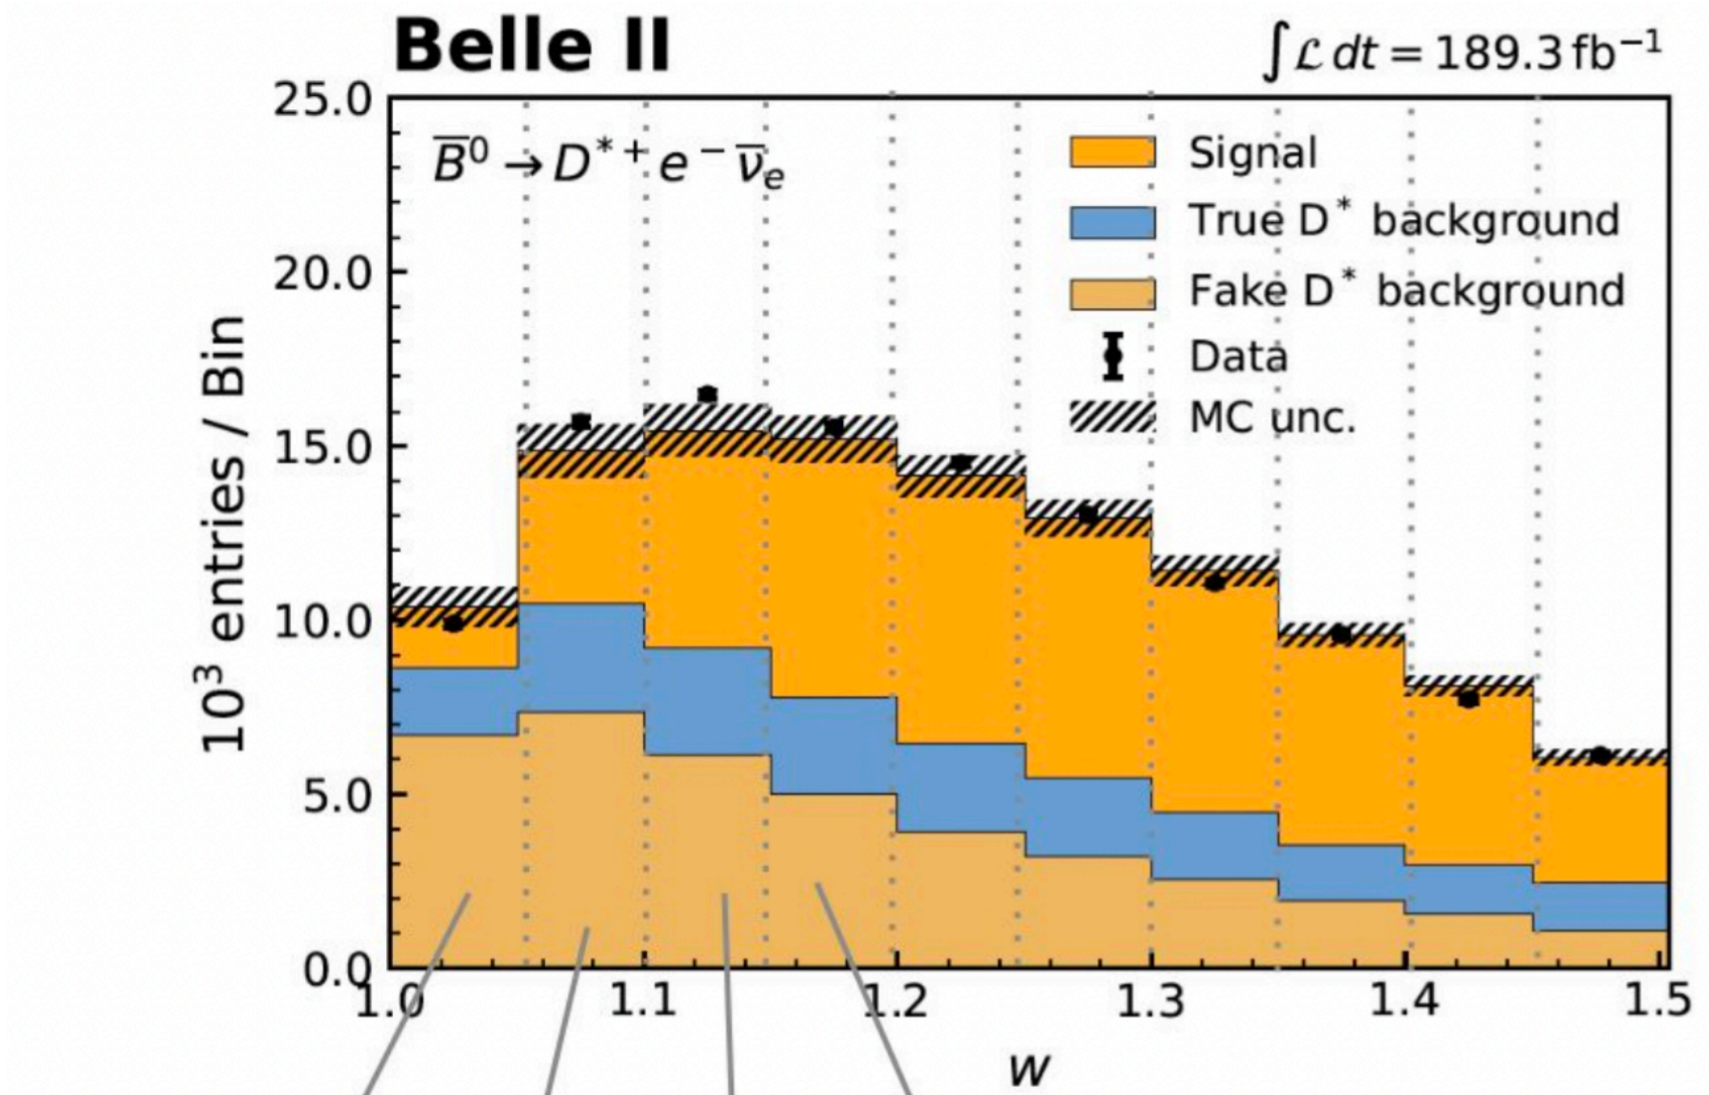 Belle II
∫ℒ dt = 189.3 fb⁻¹
25.0
20.0
15.0
10.0
5.0
0.0
10³ entries / Bin
B̅⁰ → D*⁺ e⁻ ν̅ₑ
Signal
True D* background
Fake D* background
Data
MC unc.
1.0 1.1 1.2 1.3 1.4 1.5
w